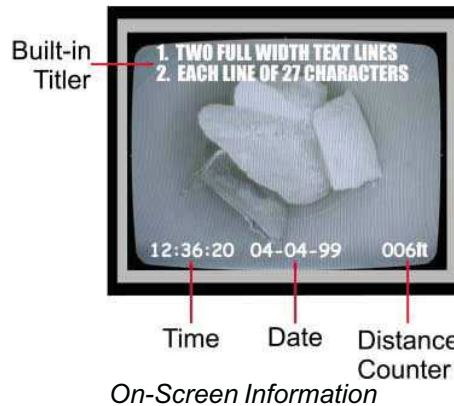 Built-in
Titler
1. TWO FULL WIDTH TEXT LINES
2. EACH LINE OF 27 CHARACTERS
12:36:20 04-04-99 006ft
Time Date Distance
Counter
On-Screen Information